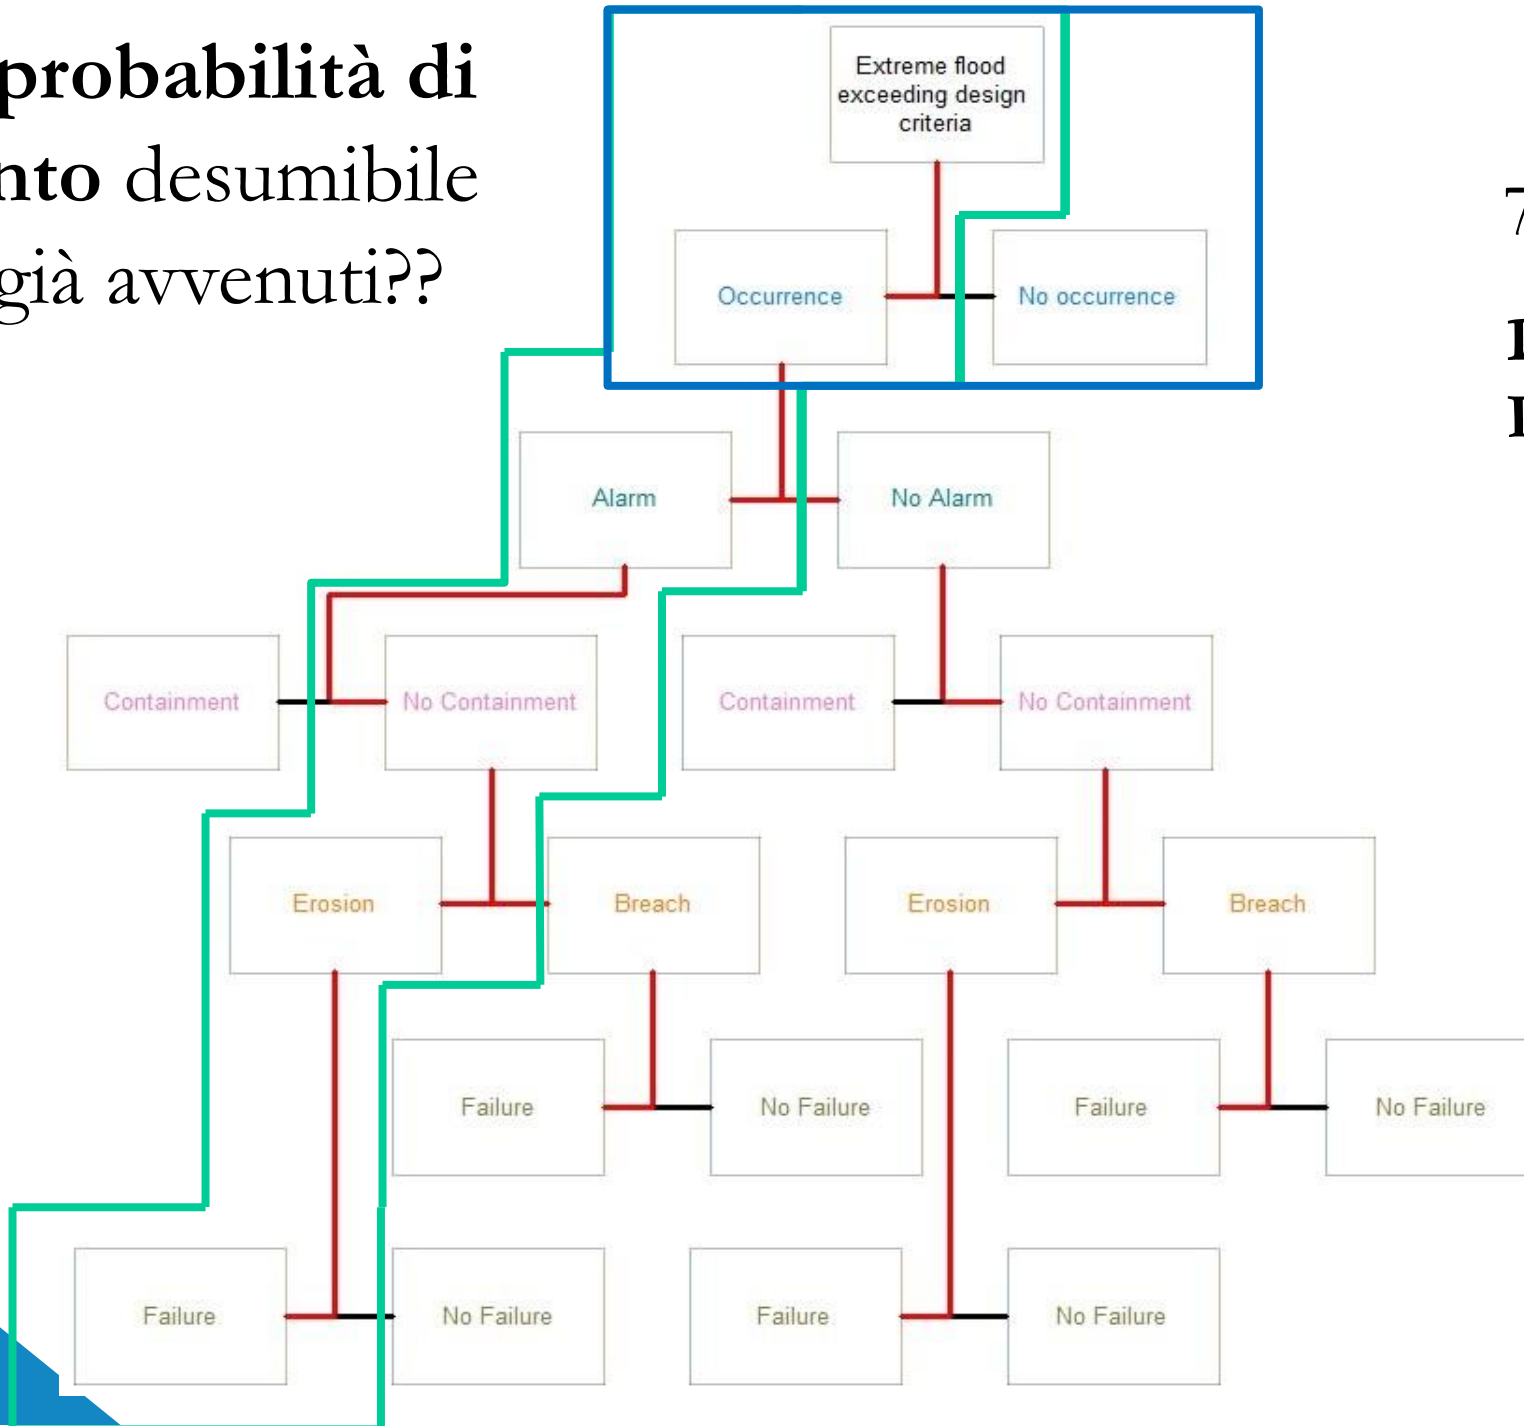 probabilità di
nto desumibile
già avvenuti??
7
Extreme flood
exceeding design
criteria
Occurrence
No occurrence
Alarm
No Alarm
Containment
No Containment
Containment
No Containment
Erosion
Breach
Erosion
Breach
Failure
No Failure
Failure
No Failure
Failure
No Failure
Failure
No Failure